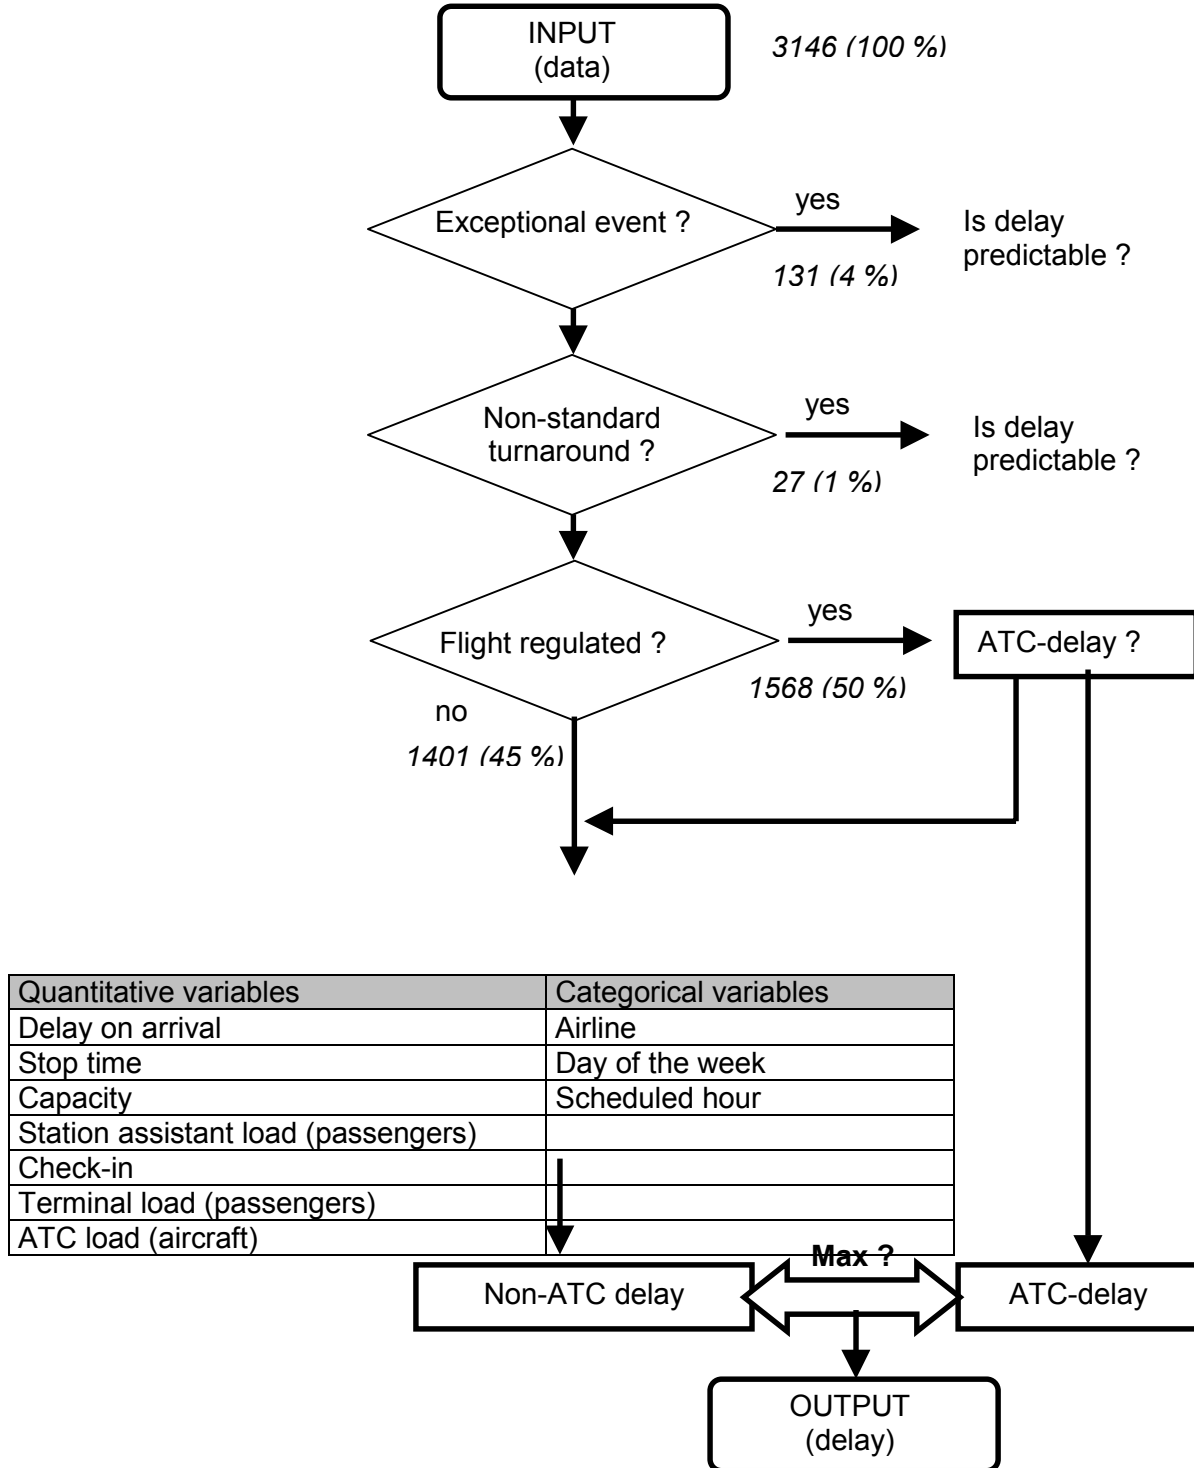 INPUT
(data)
3146 (100 %)
Exceptional event ?
yes
131 (4 %)
Is delay
predictable ?
Non-standard
turnaround ?
yes
27 (1 %)
Is delay
predictable ?
Flight regulated ?
yes
1568 (50 %)
ATC-delay ?
no
1401 (45 %)
Quantitative variables Categorical variables
Delay on arrival Airline
Stop time Day of the week
Capacity Scheduled hour
Station assistant load (passengers)
Check-in
Terminal load (passengers)
ATC load (aircraft)
Max ?
Non-ATC delay
ATC-delay
OUTPUT
(delay)